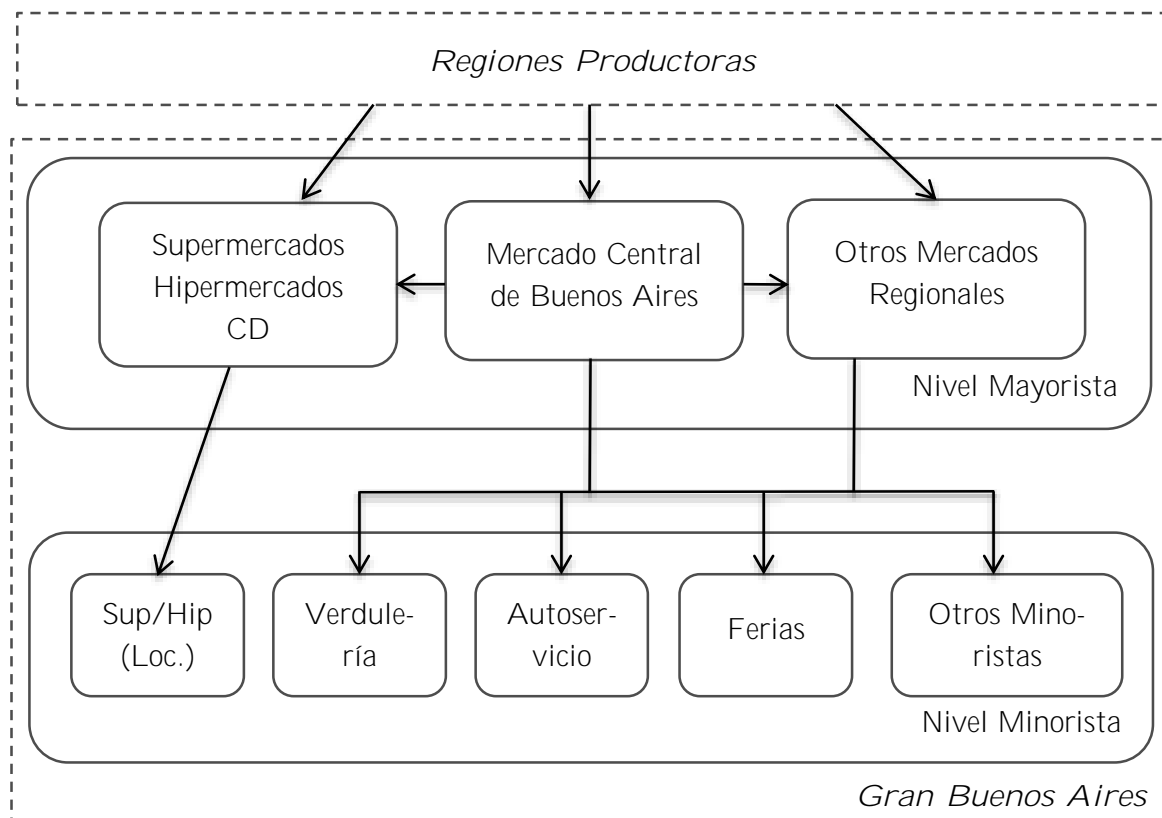 Regiones Productoras
Supermercados
Hipermercados
CD
Mercado Central
de Buenos Aires
Otros Mercados
Regionales
Nivel Mayorista
Sup/Hip
(Loc.)
Verdule-
ría
Autoser-
vicio
Ferias
Otros Mino-
ristas
Nivel Minorista
Gran Buenos Aires